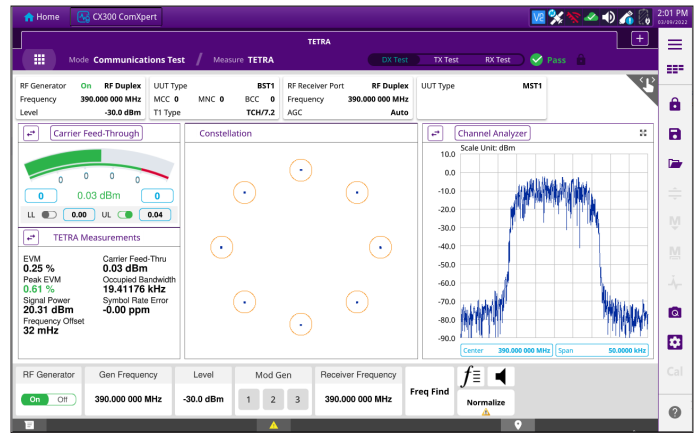 Home
CX300 ComXpert
V2
2:01 PM
03/09/2022
TETRA
+
Mode Communications Test / Measure TETRA
DX Test TX Test RX Test Pass
RF Generator On RF Duplex
Frequency 390.000 000 MHz
Level -30.0 dBm
UUT Type BST1
MCC 0 MNC 0 BCC 0
T1 Type TCH/7.2
RF Receiver Port RF Duplex
Frequency 390.000 000 MHz
AGC Auto
UUT Type MST1
Carrier Feed-Through
0 0 0 0
0 0.03 dBm 0
LL 0.00 UL 0.04
TETRA Measurements
EVM
0.25 %
Peak EVM
0.61 %
Signal Power
20.31 dBm
Frequency Offset
32 mHz
Carrier Feed-Thru
0.03 dBm
Occupied Bandwidth
19.41176 kHz
Symbol Rate Error
-0.00 ppm
Constellation
Channel Analyzer
Scale Unit: dBm
10.0
0.0
-10.0
-20.0
-30.0
-40.0
-50.0
-60.0
-70.0
-80.0
-90.0
Center 390.000 000 MHz Span 50.0000 kHz
RF Generator
On Off
Gen Frequency
390.000 000 MHz
Level
-30.0 dBm
Mod Gen
1 2 3
Receiver Frequency
390.000 000 MHz
Freq Find
f
Normalize
M
M
Cal
?